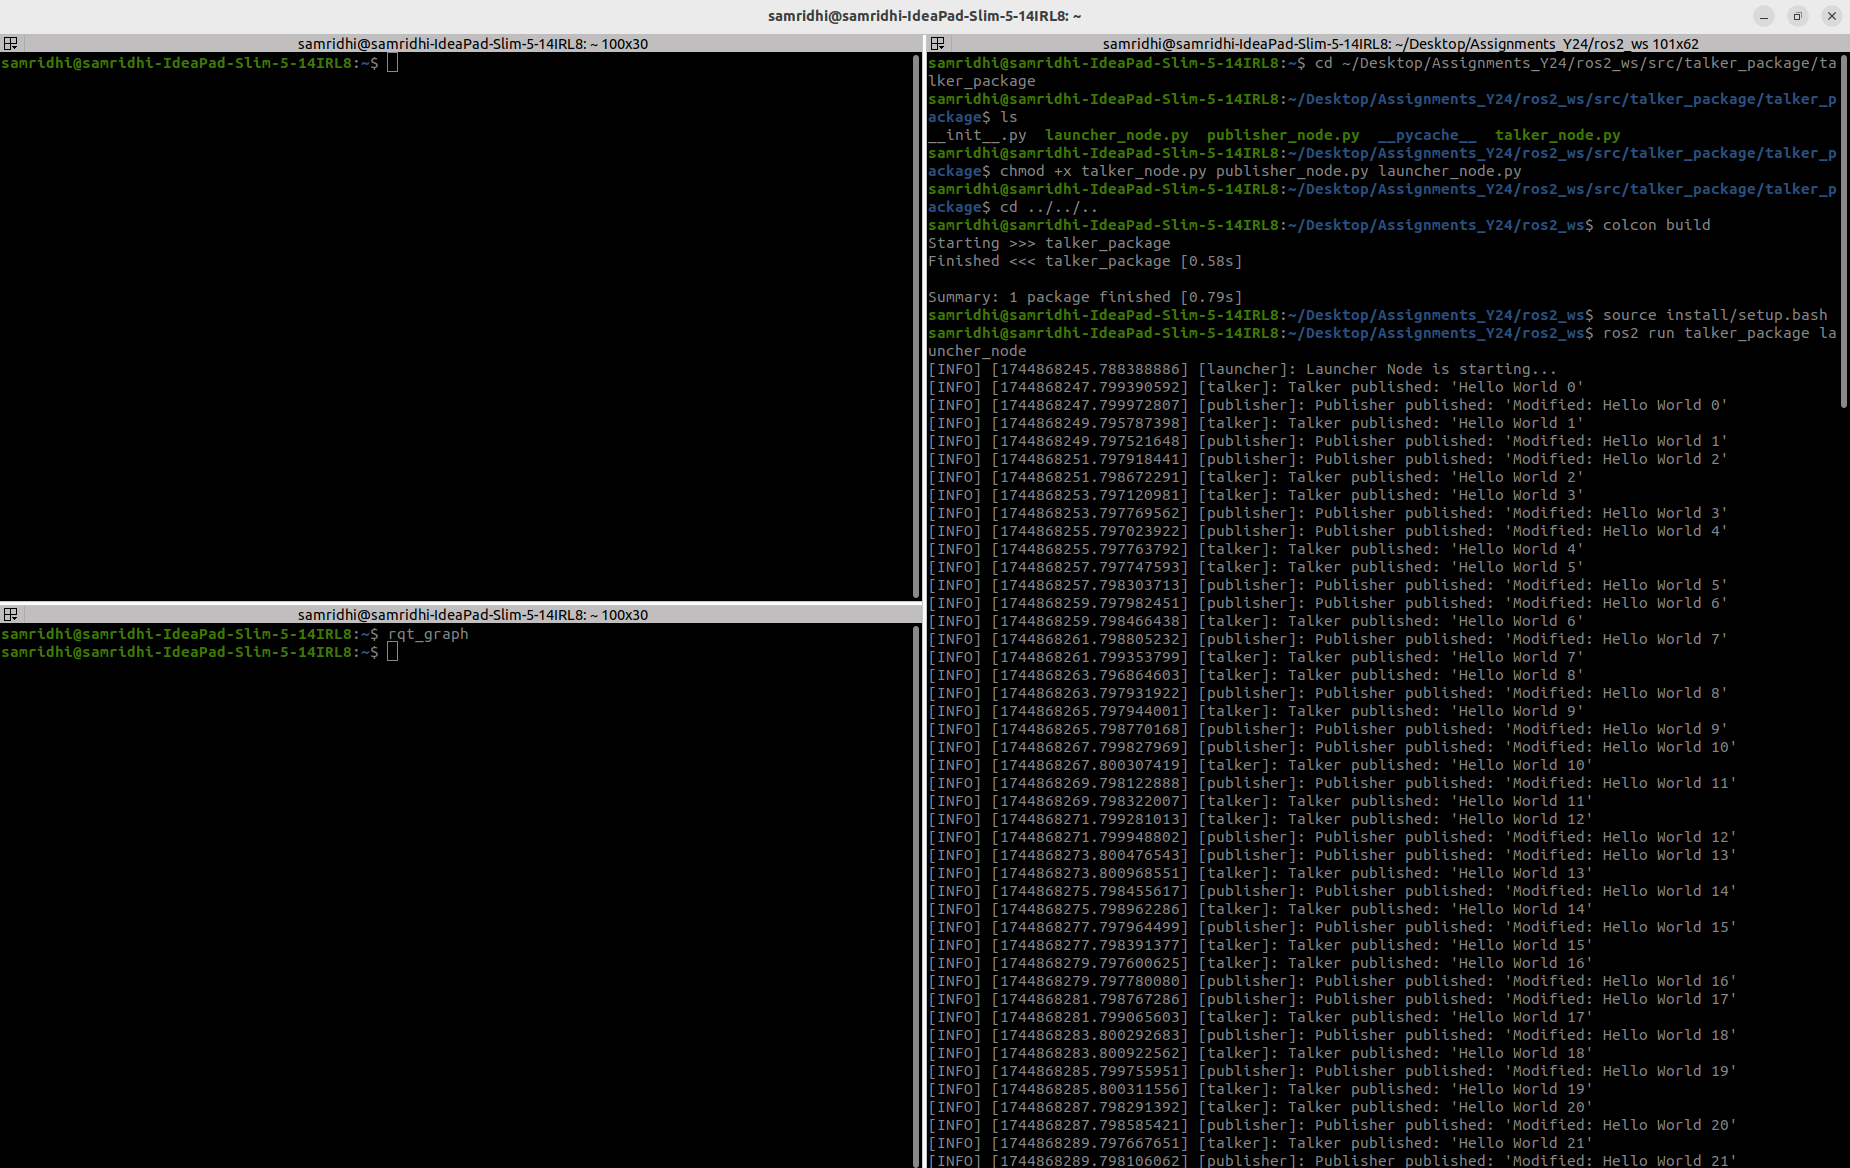 samridhi@samridhi-IdeaPad-Slim-5-14IRL8: ~
samridhi@samridhi-IdeaPad-Slim-5-14IRL8: ~ 100x30
samridhi@samridhi-IdeaPad-Slim-5-14IRL8:~$
samridhi@samridhi-IdeaPad-Slim-5-14IRL8: ~ 100x30
samridhi@samridhi-IdeaPad-Slim-5-14IRL8:~$ rqt_graph
samridhi@samridhi-IdeaPad-Slim-5-14IRL8:~$
samridhi@samridhi-IdeaPad-Slim-5-14IRL8: ~/Desktop/Assignments_Y24/ros2_ws 101x62
samridhi@samridhi-IdeaPad-Slim-5-14IRL8:~$ cd ~/Desktop/Assignments_Y24/ros2_ws/src/talker_package/ta
lker_package
samridhi@samridhi-IdeaPad-Slim-5-14IRL8:~/Desktop/Assignments_Y24/ros2_ws/src/talker_package/talker_p
ackage$ ls
__init__.py  launcher_node.py  publisher_node.py  __pycache__  talker_node.py
samridhi@samridhi-IdeaPad-Slim-5-14IRL8:~/Desktop/Assignments_Y24/ros2_ws/src/talker_package/talker_p
ackage$ chmod +x talker_node.py publisher_node.py launcher_node.py
samridhi@samridhi-IdeaPad-Slim-5-14IRL8:~/Desktop/Assignments_Y24/ros2_ws/src/talker_package/talker_p
ackage$ cd ../../..
samridhi@samridhi-IdeaPad-Slim-5-14IRL8:~/Desktop/Assignments_Y24/ros2_ws$ colcon build
Starting >>> talker_package
Finished <<< talker_package [0.58s]
Summary: 1 package finished [0.79s]
samridhi@samridhi-IdeaPad-Slim-5-14IRL8:~/Desktop/Assignments_Y24/ros2_ws$ source install/setup.bash
samridhi@samridhi-IdeaPad-Slim-5-14IRL8:~/Desktop/Assignments_Y24/ros2_ws$ ros2 run talker_package la
uncher_node
[INFO] [1744868245.788388886] [launcher]: Launcher Node is starting...
[INFO] [1744868247.799390592] [talker]: Talker published: 'Hello World 0'
[INFO] [1744868247.799972807] [publisher]: Publisher published: 'Modified: Hello World 0'
[INFO] [1744868249.795787398] [talker]: Talker published: 'Hello World 1'
[INFO] [1744868249.797521648] [publisher]: Publisher published: 'Modified: Hello World 1'
[INFO] [1744868251.797918441] [publisher]: Publisher published: 'Modified: Hello World 2'
[INFO] [1744868251.798672291] [talker]: Talker published: 'Hello World 2'
[INFO] [1744868253.797120981] [talker]: Talker published: 'Hello World 3'
[INFO] [1744868253.797769562] [publisher]: Publisher published: 'Modified: Hello World 3'
[INFO] [1744868255.797023922] [publisher]: Publisher published: 'Modified: Hello World 4'
[INFO] [1744868255.797763792] [talker]: Talker published: 'Hello World 4'
[INFO] [1744868257.797747593] [talker]: Talker published: 'Hello World 5'
[INFO] [1744868257.798303713] [publisher]: Publisher published: 'Modified: Hello World 5'
[INFO] [1744868259.797982451] [publisher]: Publisher published: 'Modified: Hello World 6'
[INFO] [1744868259.798466438] [talker]: Talker published: 'Hello World 6'
[INFO] [1744868261.798805232] [publisher]: Publisher published: 'Modified: Hello World 7'
[INFO] [1744868261.799353799] [talker]: Talker published: 'Hello World 7'
[INFO] [1744868263.796864603] [talker]: Talker published: 'Hello World 8'
[INFO] [1744868263.797931922] [publisher]: Publisher published: 'Modified: Hello World 8'
[INFO] [1744868265.797944001] [talker]: Talker published: 'Hello World 9'
[INFO] [1744868265.798770168] [publisher]: Publisher published: 'Modified: Hello World 9'
[INFO] [1744868267.799827969] [publisher]: Publisher published: 'Modified: Hello World 10'
[INFO] [1744868267.800307419] [talker]: Talker published: 'Hello World 10'
[INFO] [1744868269.798122888] [publisher]: Publisher published: 'Modified: Hello World 11'
[INFO] [1744868269.798322007] [talker]: Talker published: 'Hello World 11'
[INFO] [1744868271.799281013] [talker]: Talker published: 'Hello World 12'
[INFO] [1744868271.799948802] [publisher]: Publisher published: 'Modified: Hello World 12'
[INFO] [1744868273.800476543] [publisher]: Publisher published: 'Modified: Hello World 13'
[INFO] [1744868273.800968551] [talker]: Talker published: 'Hello World 13'
[INFO] [1744868275.798455617] [publisher]: Publisher published: 'Modified: Hello World 14'
[INFO] [1744868275.798962286] [talker]: Talker published: 'Hello World 14'
[INFO] [1744868277.797964499] [publisher]: Publisher published: 'Modified: Hello World 15'
[INFO] [1744868277.798391377] [talker]: Talker published: 'Hello World 15'
[INFO] [1744868279.797600625] [talker]: Talker published: 'Hello World 16'
[INFO] [1744868279.797780080] [publisher]: Publisher published: 'Modified: Hello World 16'
[INFO] [1744868281.798767286] [publisher]: Publisher published: 'Modified: Hello World 17'
[INFO] [1744868281.799065603] [talker]: Talker published: 'Hello World 17'
[INFO] [1744868283.800292683] [publisher]: Publisher published: 'Modified: Hello World 18'
[INFO] [1744868283.800922562] [talker]: Talker published: 'Hello World 18'
[INFO] [1744868285.799755951] [publisher]: Publisher published: 'Modified: Hello World 19'
[INFO] [1744868285.800311556] [talker]: Talker published: 'Hello World 19'
[INFO] [1744868287.798291392] [talker]: Talker published: 'Hello World 20'
[INFO] [1744868287.798585421] [publisher]: Publisher published: 'Modified: Hello World 20'
[INFO] [1744868289.797667651] [talker]: Talker published: 'Hello World 21'
[INFO] [1744868289.798106062] [publisher]: Publisher published: 'Modified: Hello World 21'